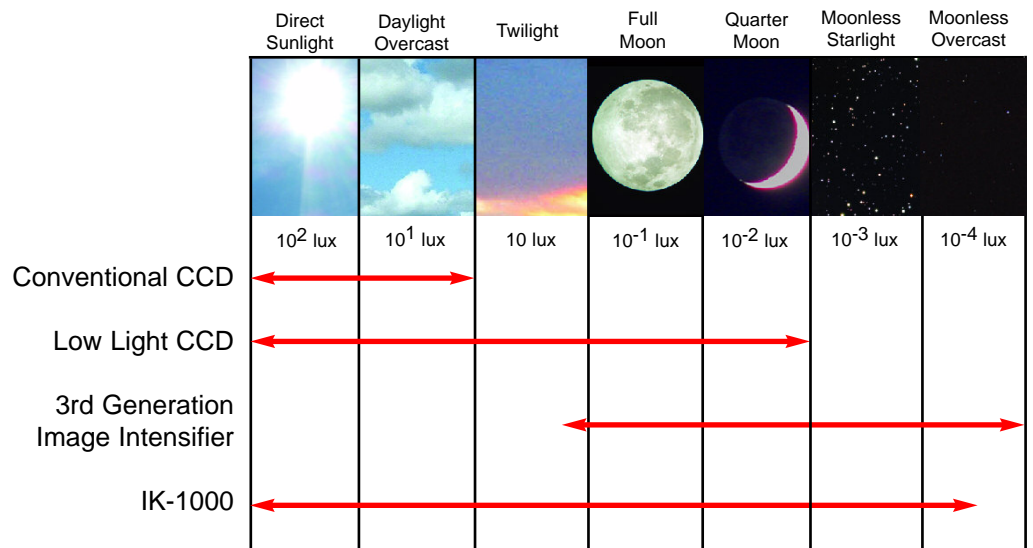 Direct Sunlight
Daylight Overcast
Twilight
Full Moon
Quarter Moon
Moonless Starlight
Moonless Overcast
10² lux
10¹ lux
10 lux
10⁻¹ lux
10⁻² lux
10⁻³ lux
10⁻⁴ lux
Conventional CCD
Low Light CCD
3rd Generation
Image Intensifier
IK-1000